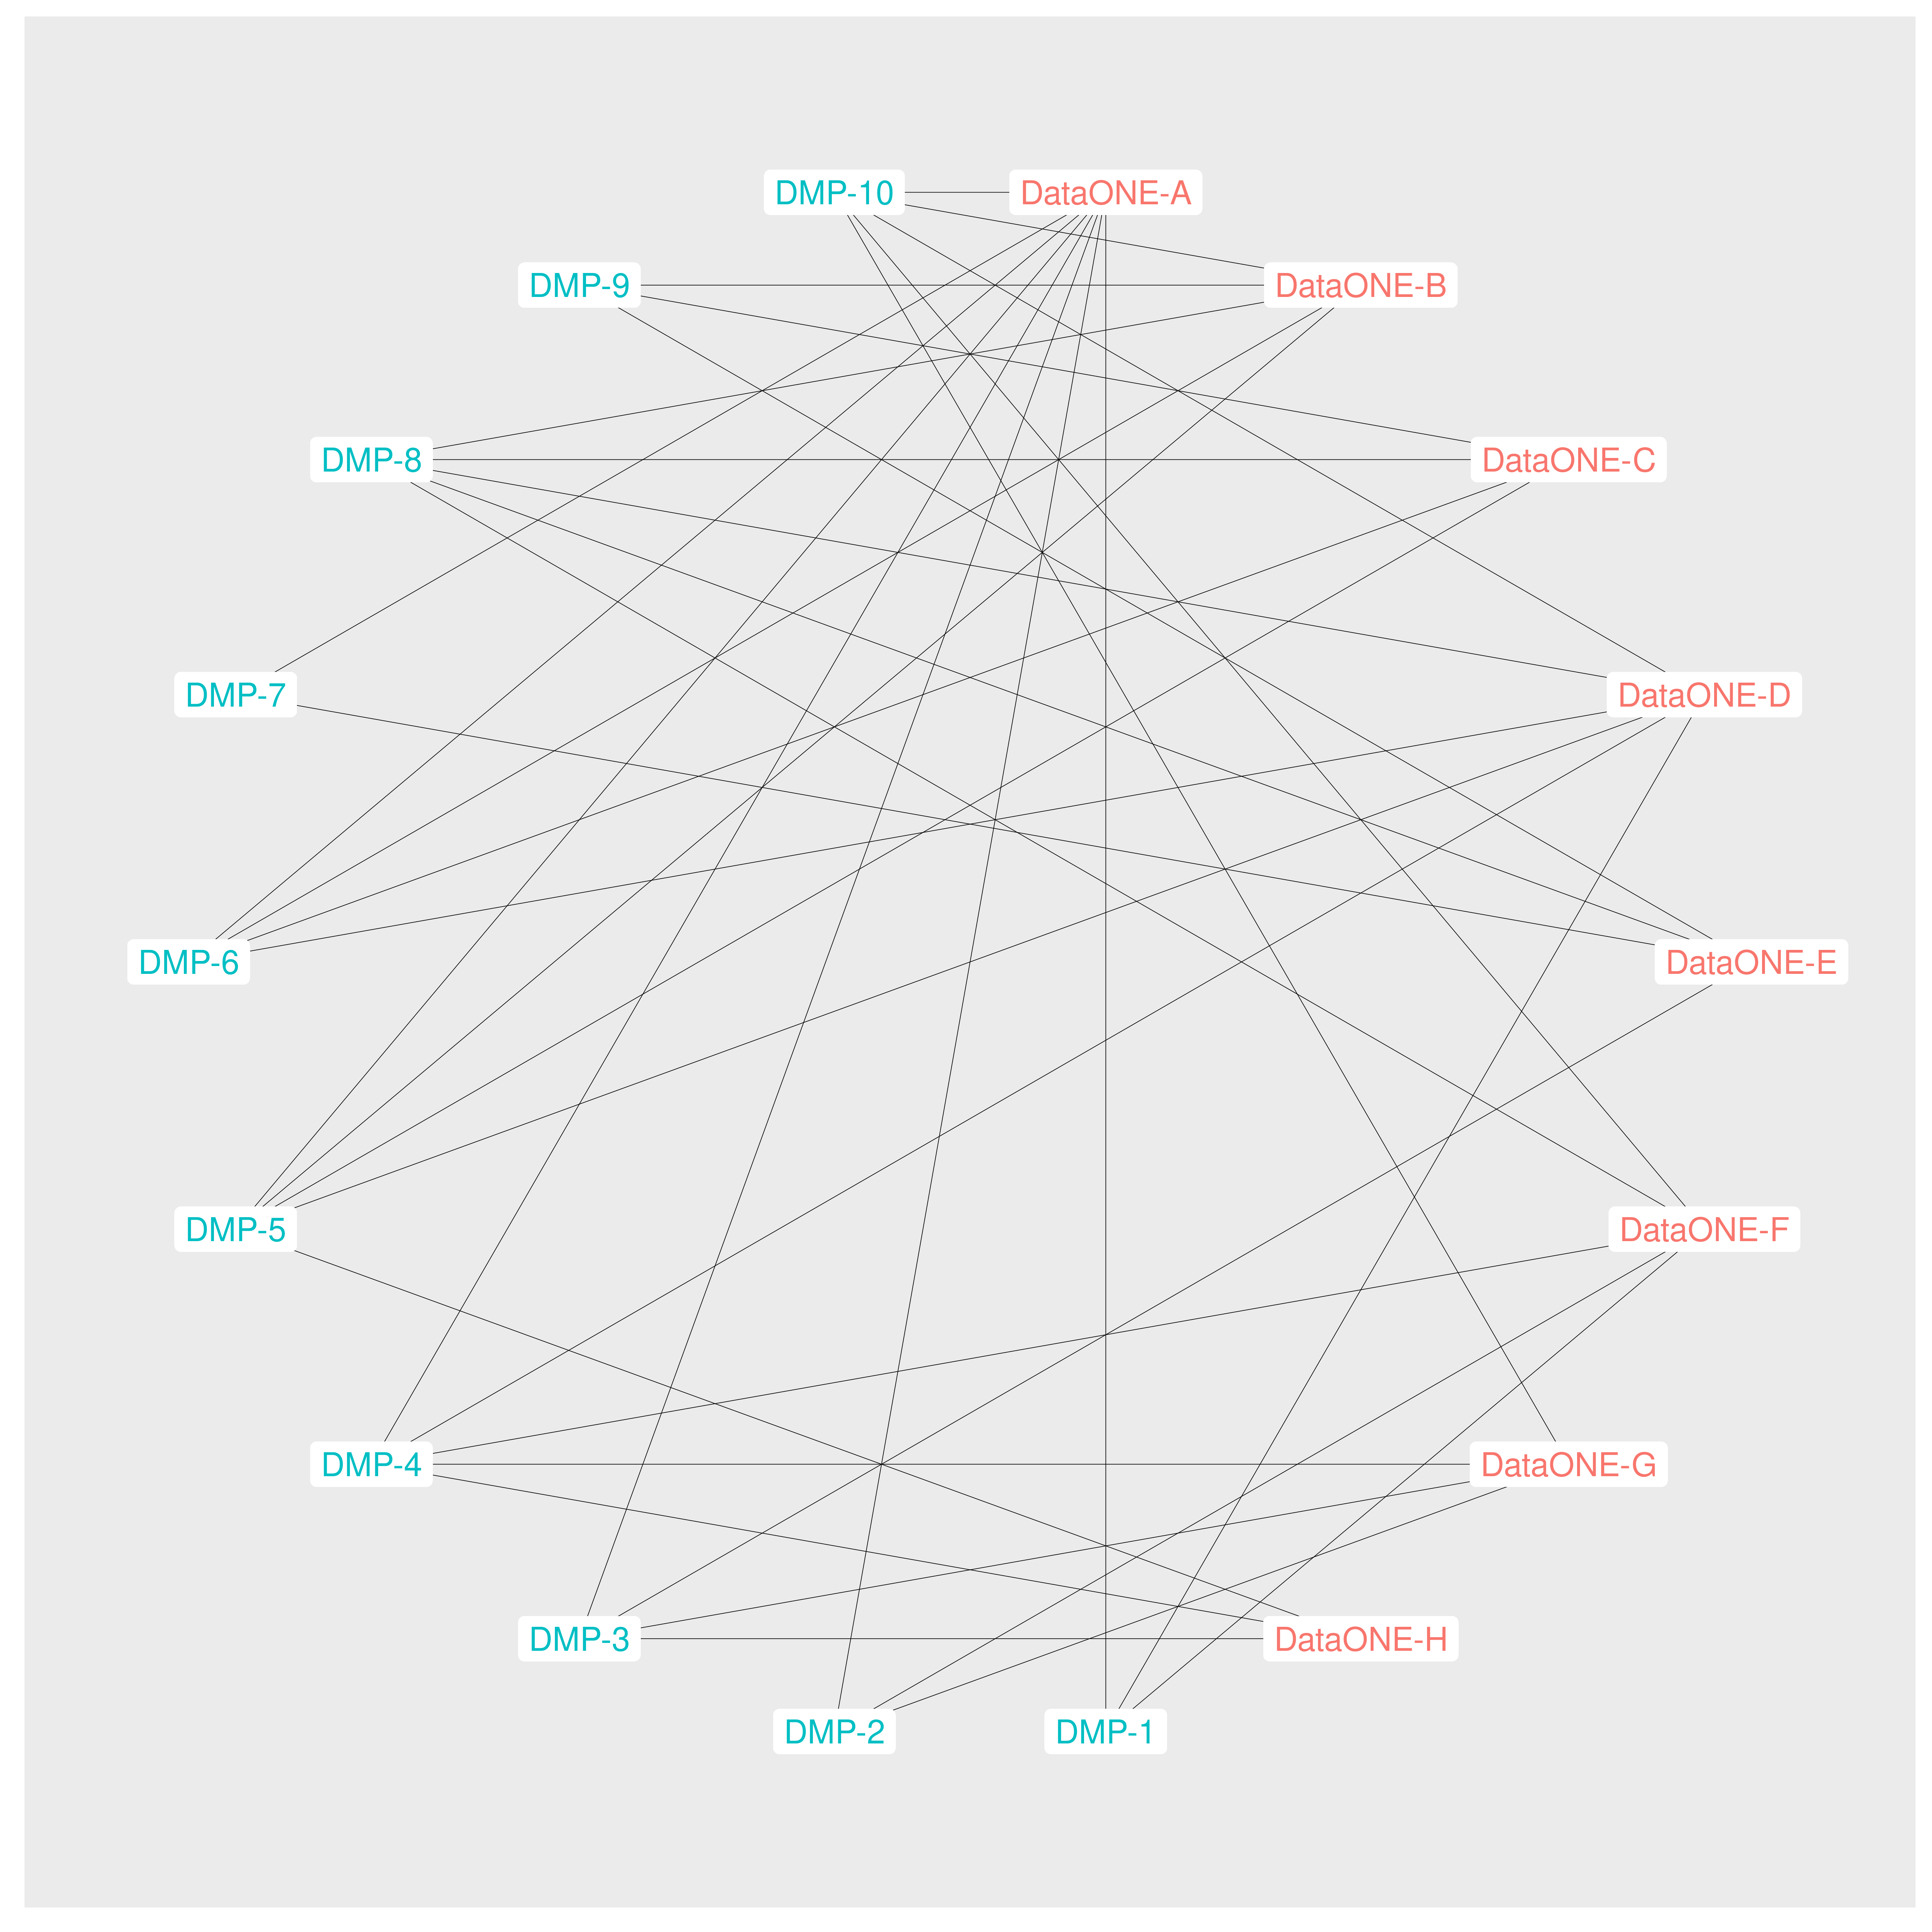 DMP-10 DataONE-A
DMP-9 DataONE-B
DMP-8 DataONE-C
DMP-7 DataONE-D
DMP-6 DataONE-E
DMP-5 DataONE-F
DMP-4 DataONE-G
DMP-3 DataONE-H
DMP-2 DMP-1